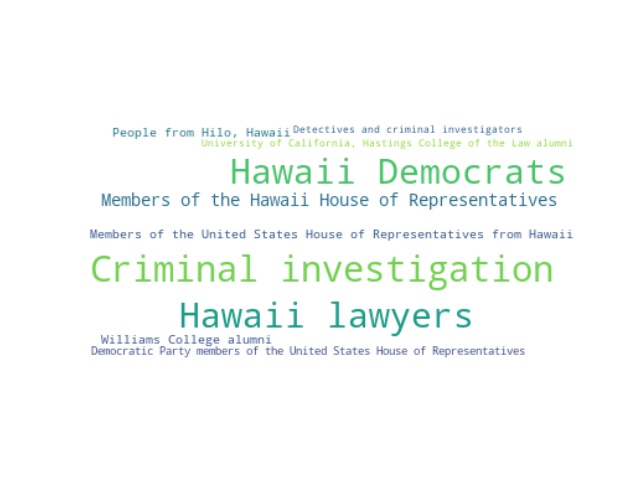 People from Hilo, Hawaii
Detectives and criminal investigators
University of California, Hastings College of the Law alumni
Hawaii Democrats
Members of the Hawaii House of Representatives
Members of the United States House of Representatives from Hawaii
Criminal investigation
Hawaii lawyers
Williams College alumni
Democratic Party members of the United States House of Representatives